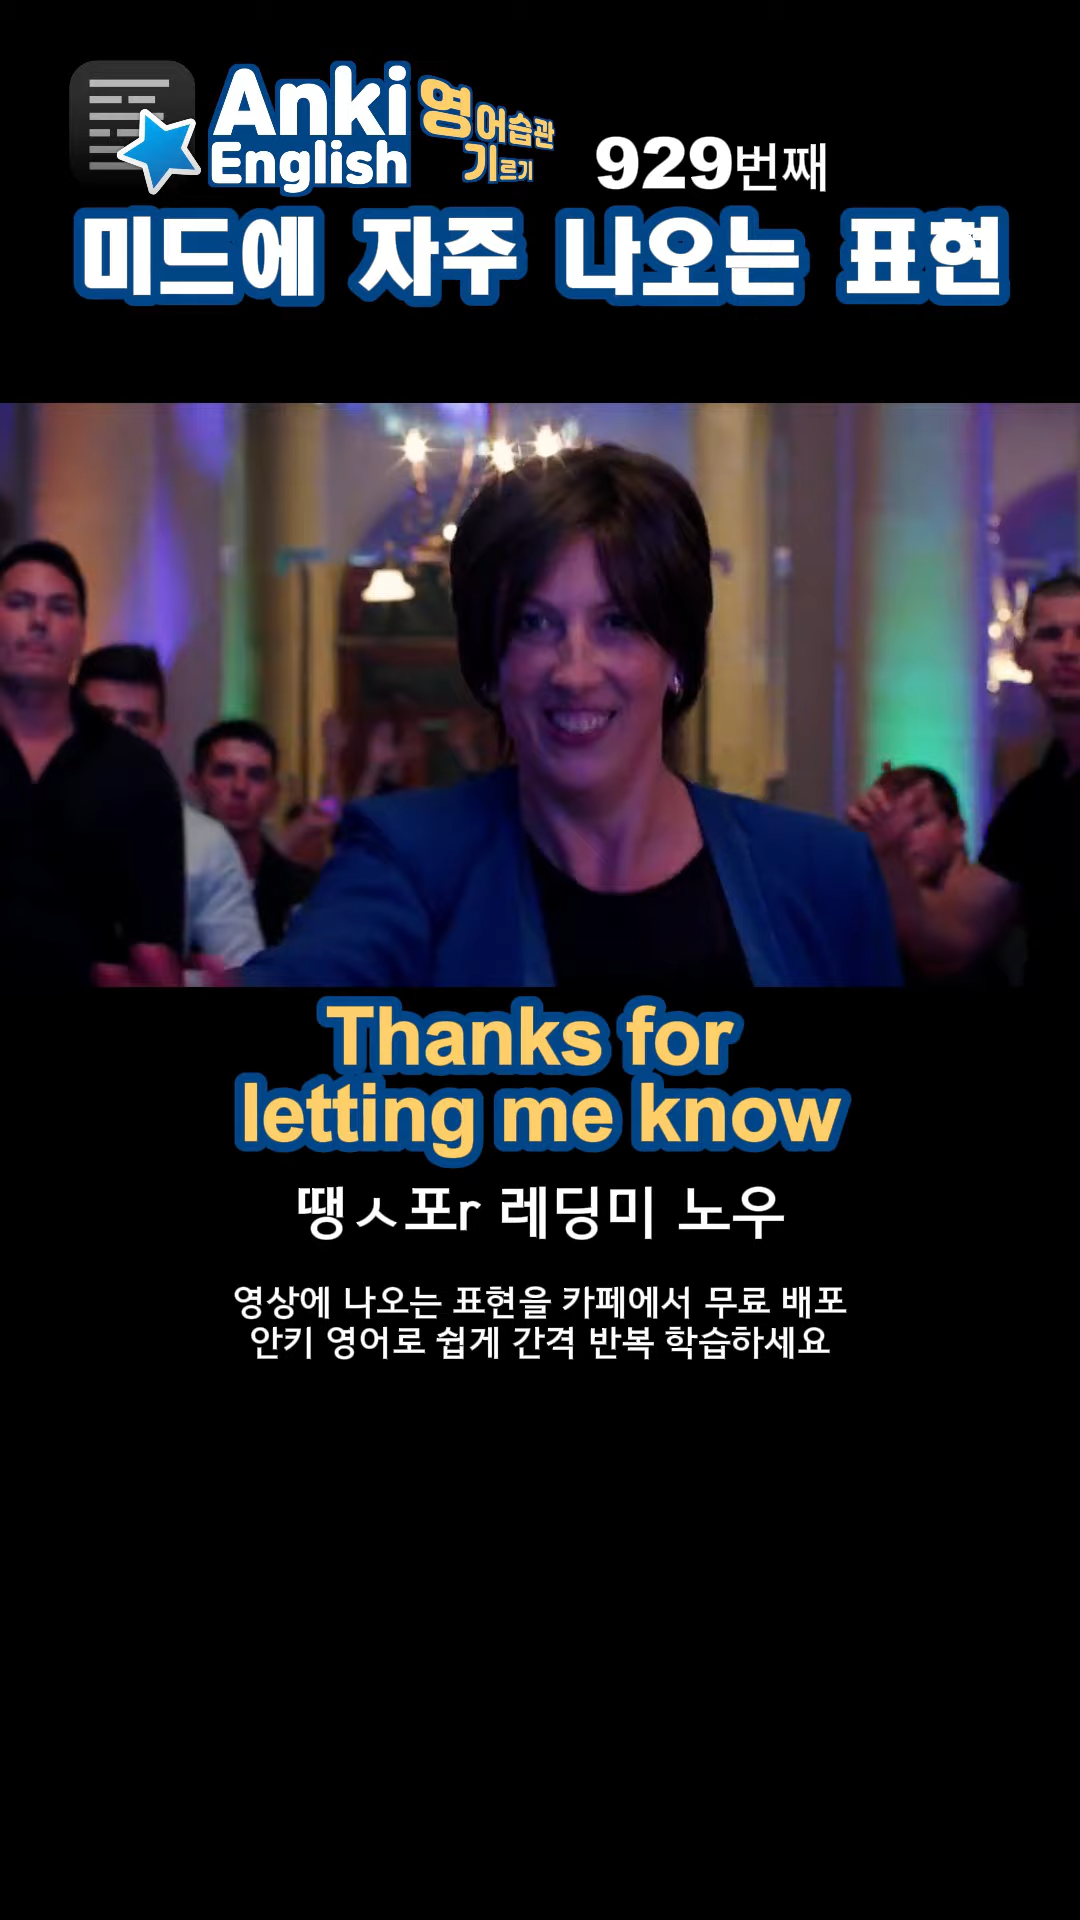 Anki
English
영어습관
기르기
929번째
미드에 자주 나오는 표현
Thanks for
letting me know
땡ㅅ포r 레딩미 노우
영상에 나오는 표현을 카페에서 무료 배포
안키 영어로 쉽게 간격 반복 학습하세요